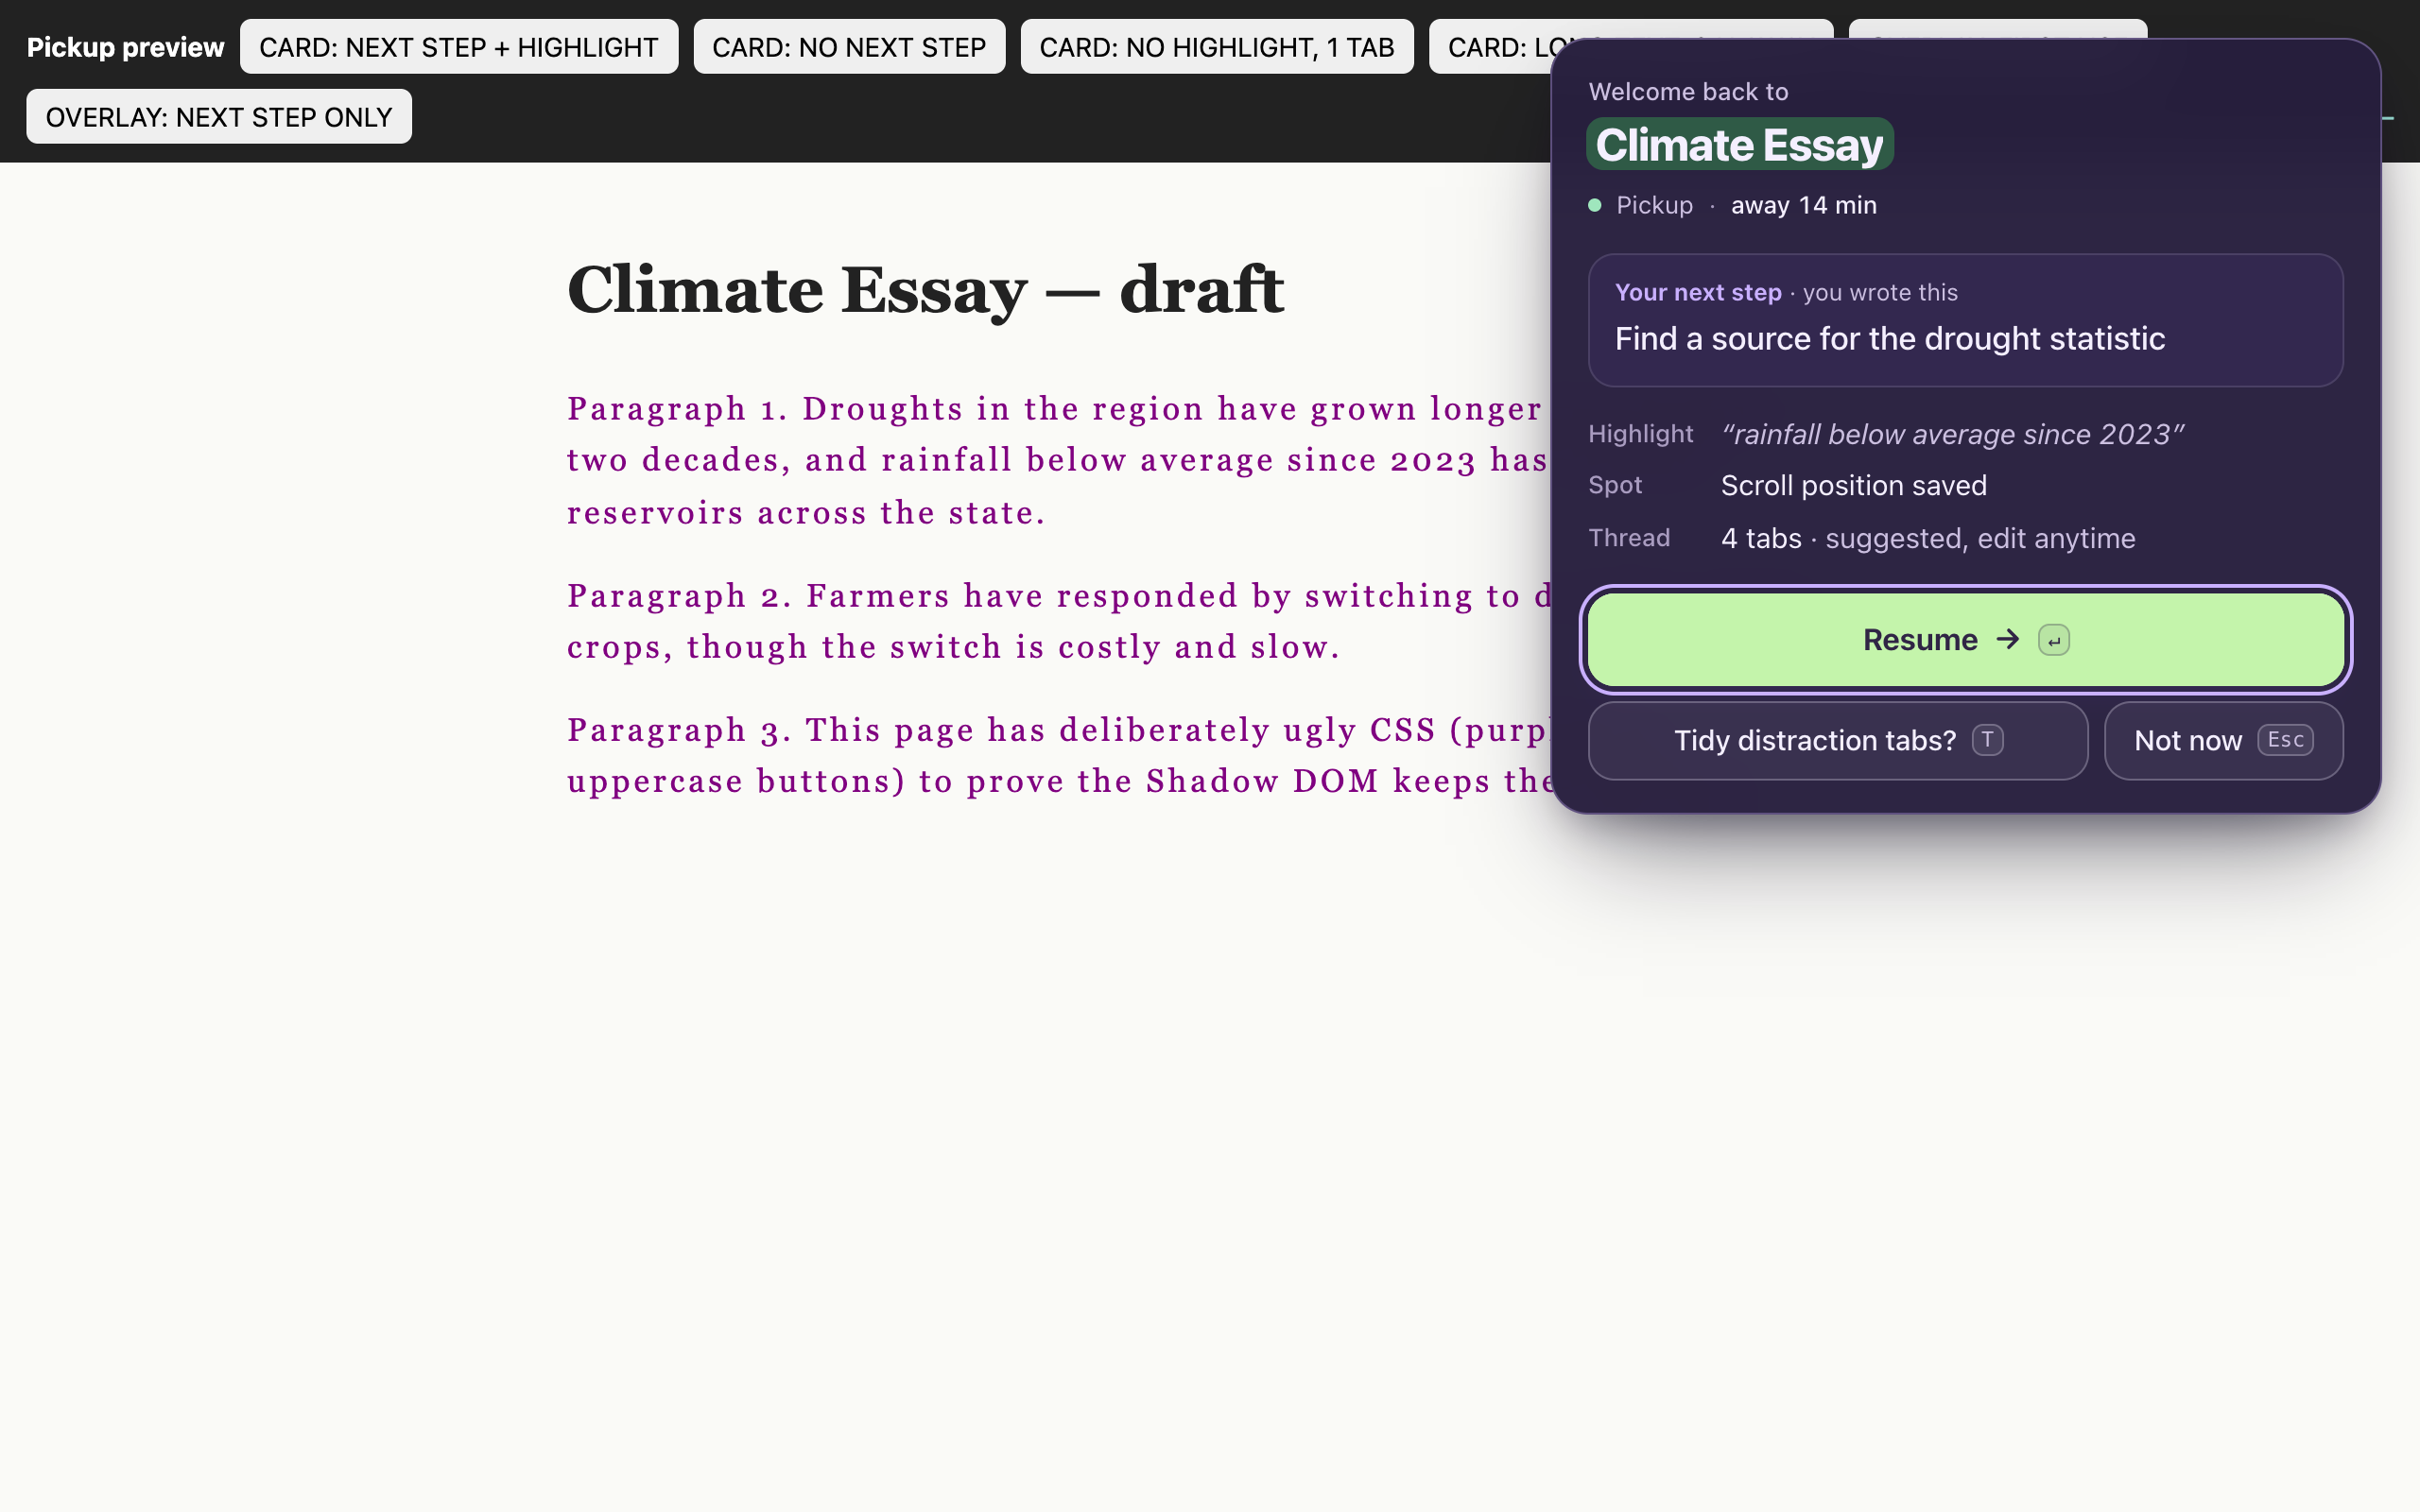 Pickup preview
CARD: NEXT STEP + HIGHLIGHT
CARD: NO NEXT STEP
CARD: NO HIGHLIGHT, 1 TAB
CARD:
OVERLAY: NEXT STEP ONLY
Climate Essay — draft
Paragraph 1. Droughts in the region have grown longer
two decades, and rainfall below average since 2023 has
reservoirs across the state.
Paragraph 2. Farmers have responded by switching to
crops, though the switch is costly and slow.
Paragraph 3. This page has deliberately ugly CSS
uppercase buttons) to prove the Shadow DOM keeps
Welcome back to
Climate Essay
Pickup · away 14 min
Your next step · you wrote this
Find a source for the drought statistic
Highlight “rainfall below average since 2023”
Spot Scroll position saved
Thread 4 tabs · suggested, edit anytime
Resume → ↵
Tidy distraction tabs? T
Not now Esc